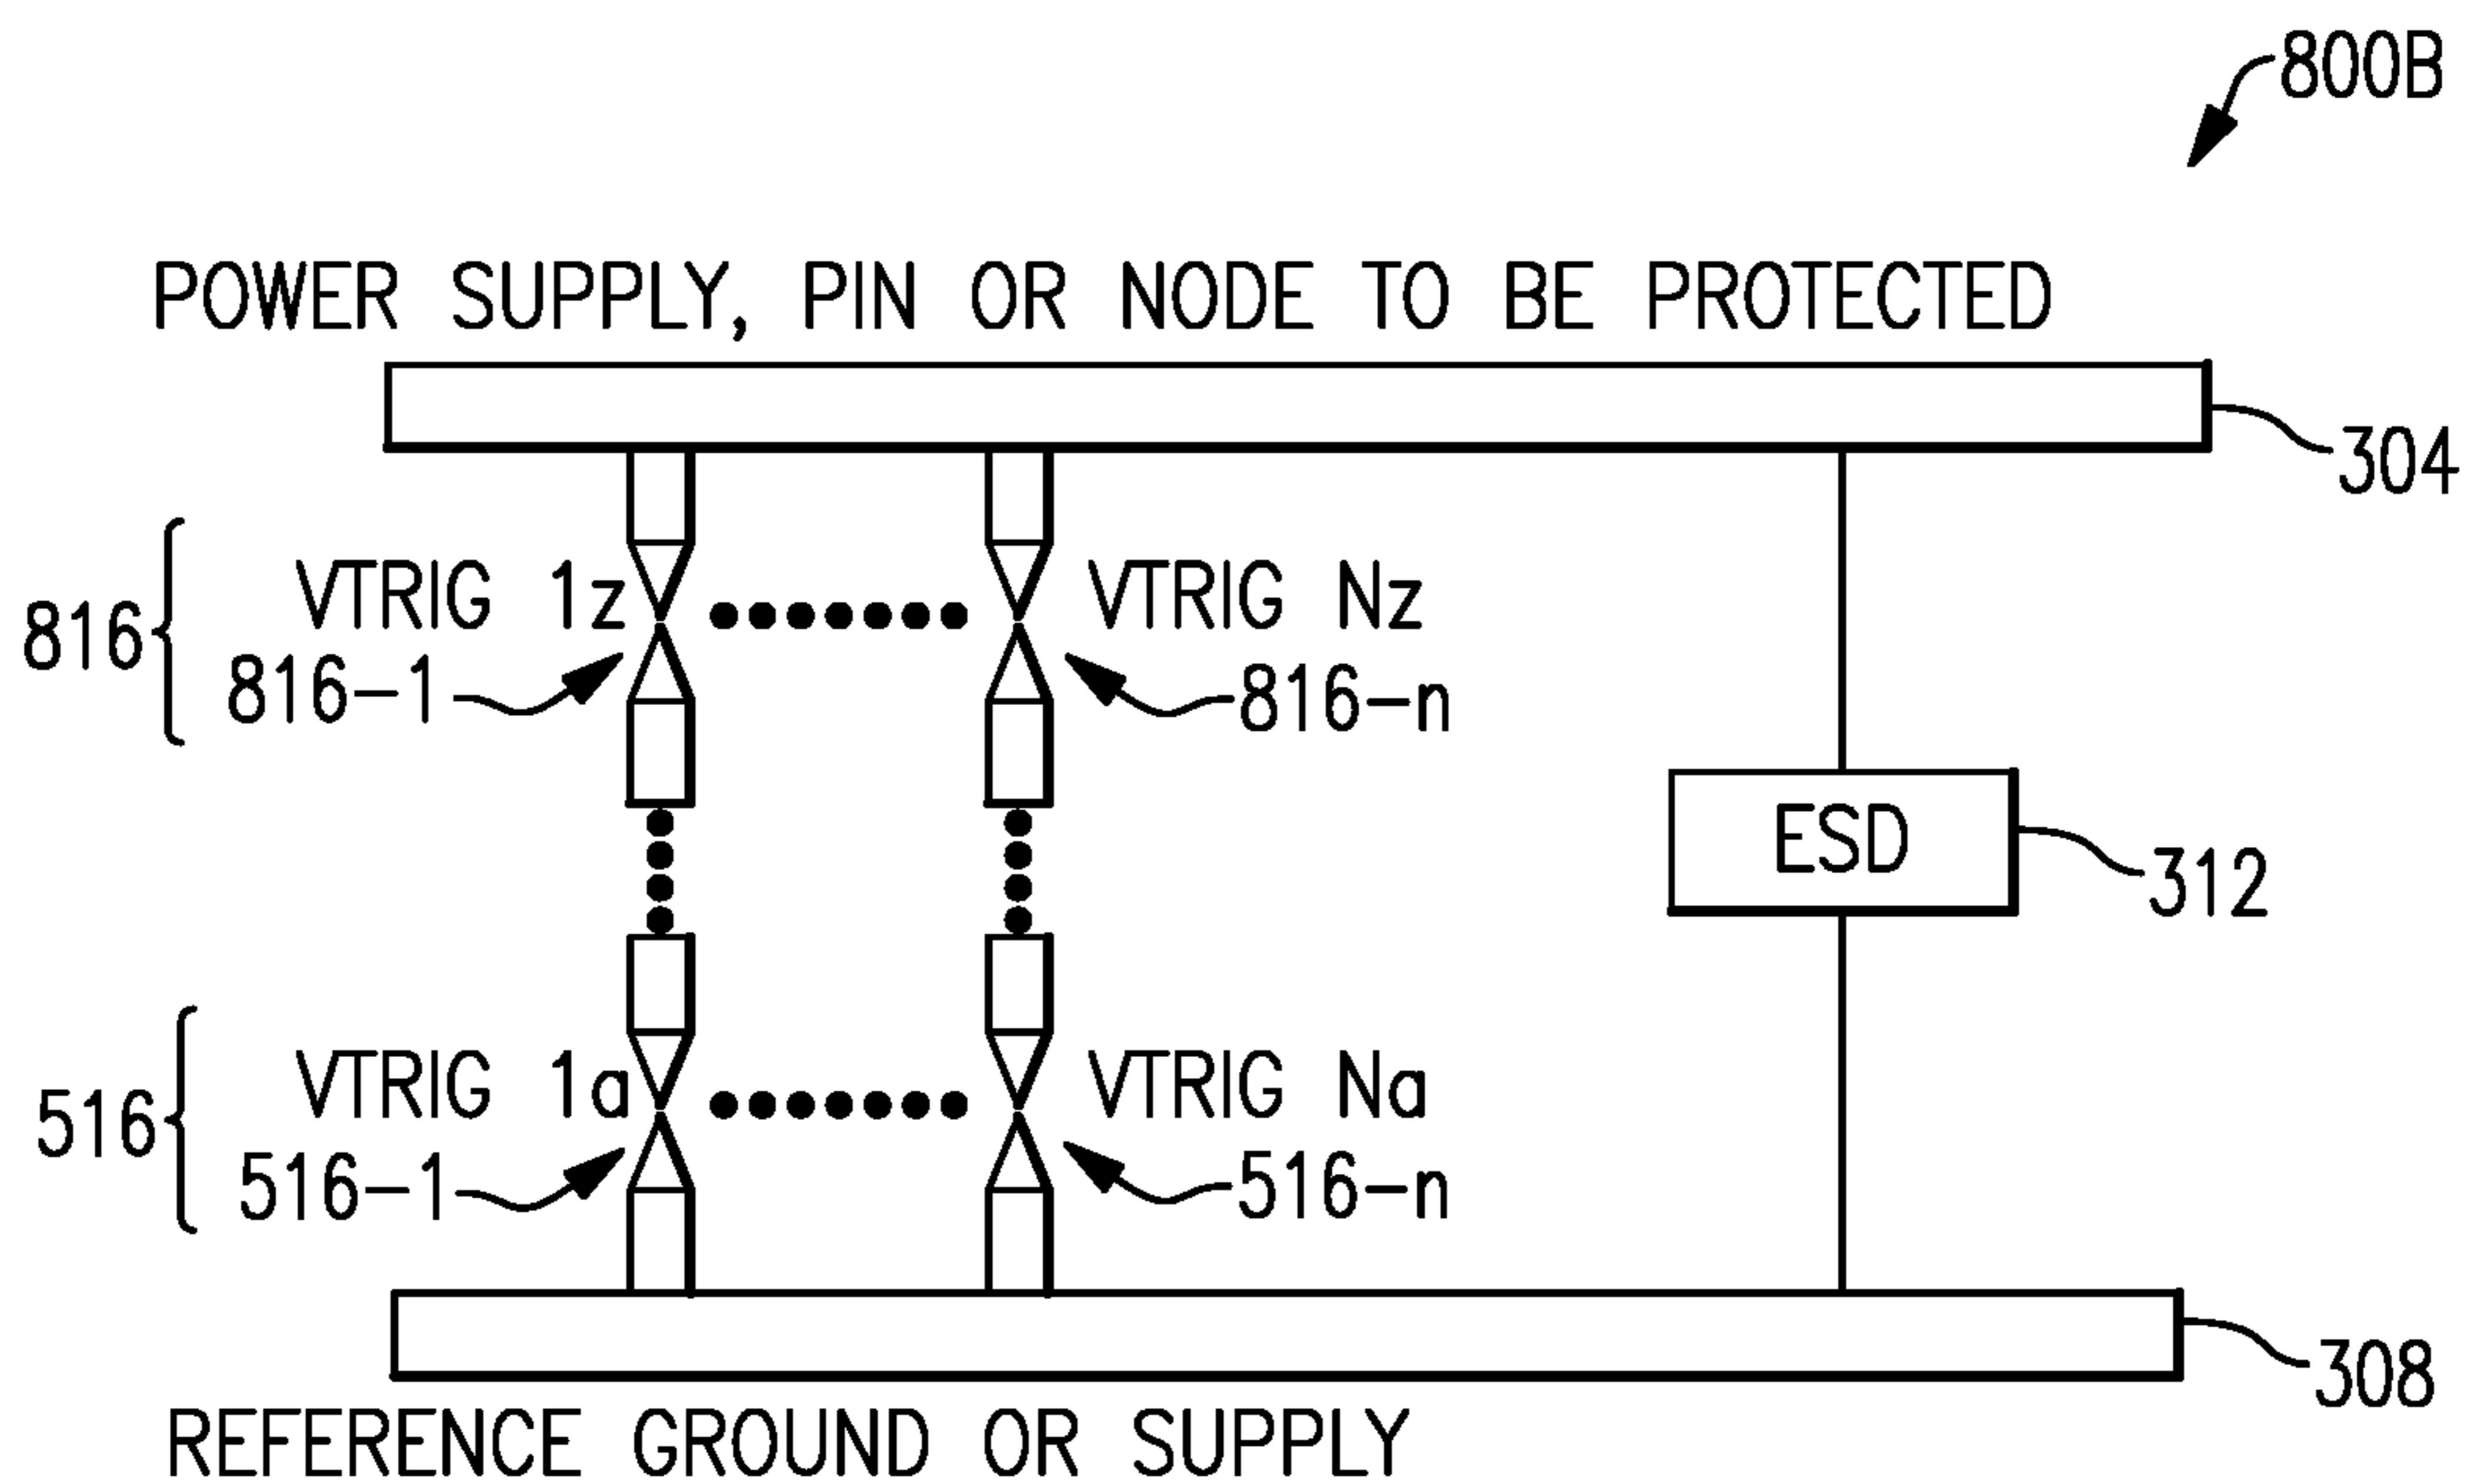 800B
POWER SUPPLY, PIN OR NODE TO BE PROTECTED
304
816
VTRIG 1z
VTRIG Nz
816-1
816-n
ESD
312
516
VTRIG 1a
VTRIG Na
516-1
516-n
308
REFERENCE GROUND OR SUPPLY